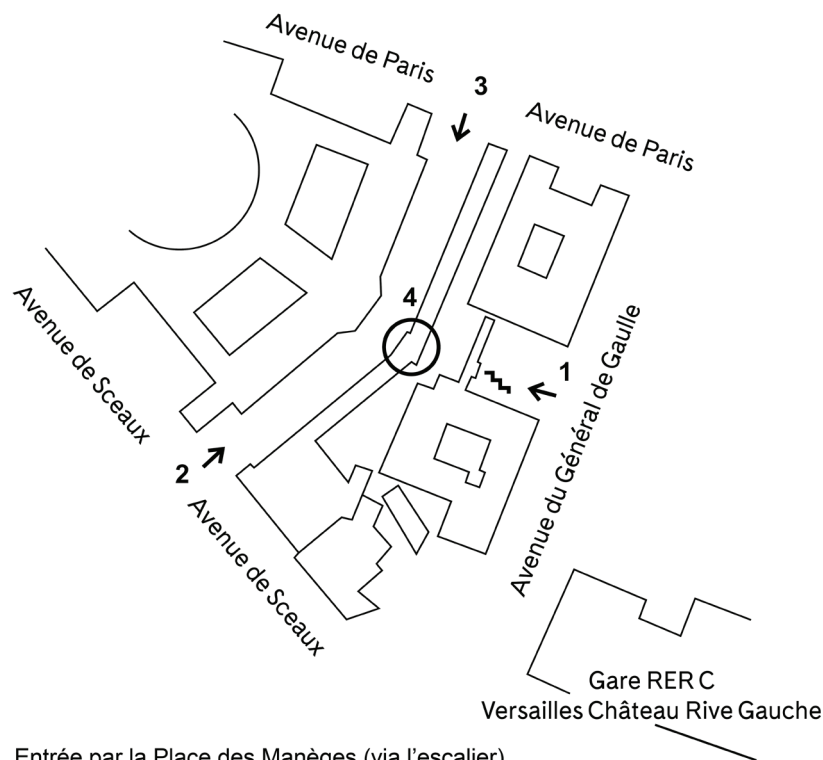 Avenue de Paris
3
Avenue de Paris
4
Avenue de Sceaux
1
Avenue du Général de Gaulle
2
Avenue de Sceaux
Gare RER C
Versailles Château Rive Gauche
Entrée par la Place des Manèges (via l'escalier)